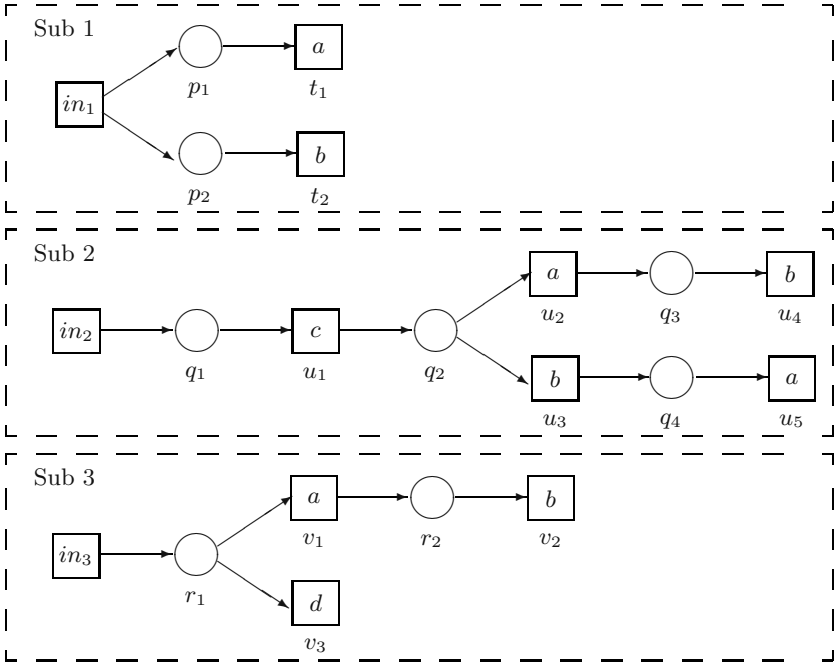 Sub 1
a
p₁
t₁
in₁
b
p₂
t₂
Sub 2
a
b
u₂
q₃
u₄
in₂
c
q₁
u₁
q₂
b
a
u₃
q₄
u₅
Sub 3
a
b
v₁
r₂
v₂
in₃
r₁
d
v₃